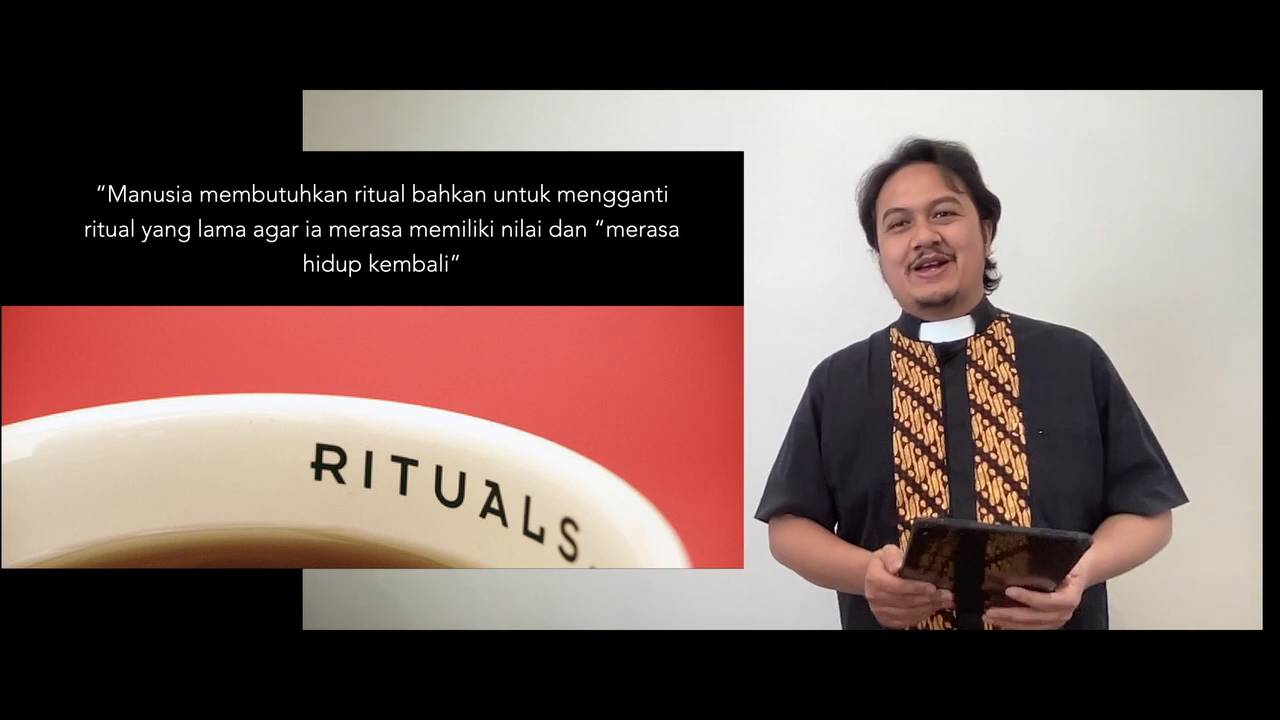 “Manusia membutuhkan ritual bahkan untuk mengganti
ritual yang lama agar ia merasa memiliki nilai dan “merasa
hidup kembali”
RITUALS.